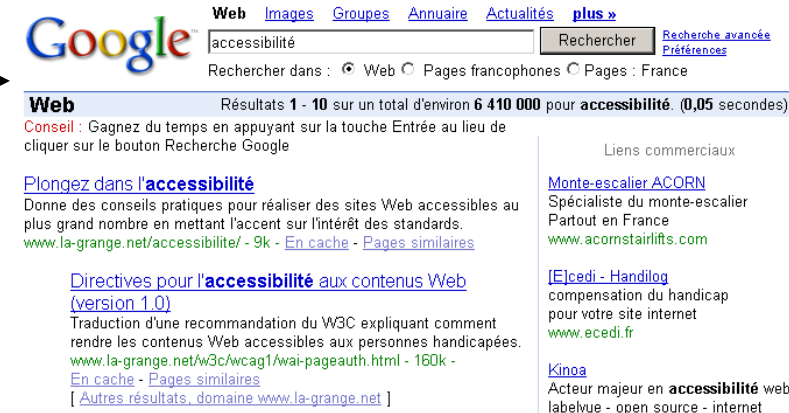 Web Images Groupes Annuaire Actualités plus »
Google
accessibilité
Rechercher
Recherche avancée
Préférences
Rechercher dans : Web Pages francophones Pages : France
Web
Résultats 1 - 10 sur un total d'environ 6 410 000 pour accessibilité. (0,05 secondes)
Conseil : Gagnez du temps en appuyant sur la touche Entrée au lieu de
cliquer sur le bouton Recherche Google
Plongez dans l'accessibilité
Donne des conseils pratiques pour réaliser des sites Web accessibles au
plus grand nombre en mettant l'accent sur l'intérêt des standards.
www.la-grange.net/accessibilite/ - 9k - En cache - Pages similaires
Directives pour l'accessibilité aux contenus Web
(version 1.0)
Traduction d'une recommandation du W3C expliquant comment
rendre les contenus Web accessibles aux personnes handicapées.
www.la-grange.net/w3c/wcag1/wai-pageauth.html - 160k -
En cache - Pages similaires
[ Autres résultats, domaine www.la-grange.net ]
Liens commerciaux
Monte-escalier ACORN
Spécialiste du monte-escalier
Partout en France
www.acornstairlifts.com
[E]cedi - Handilog
compensation du handicap
pour votre site internet
www.ecedi.fr
Kinoa
Acteur majeur en accessibilité web
labelvue - open source - internet